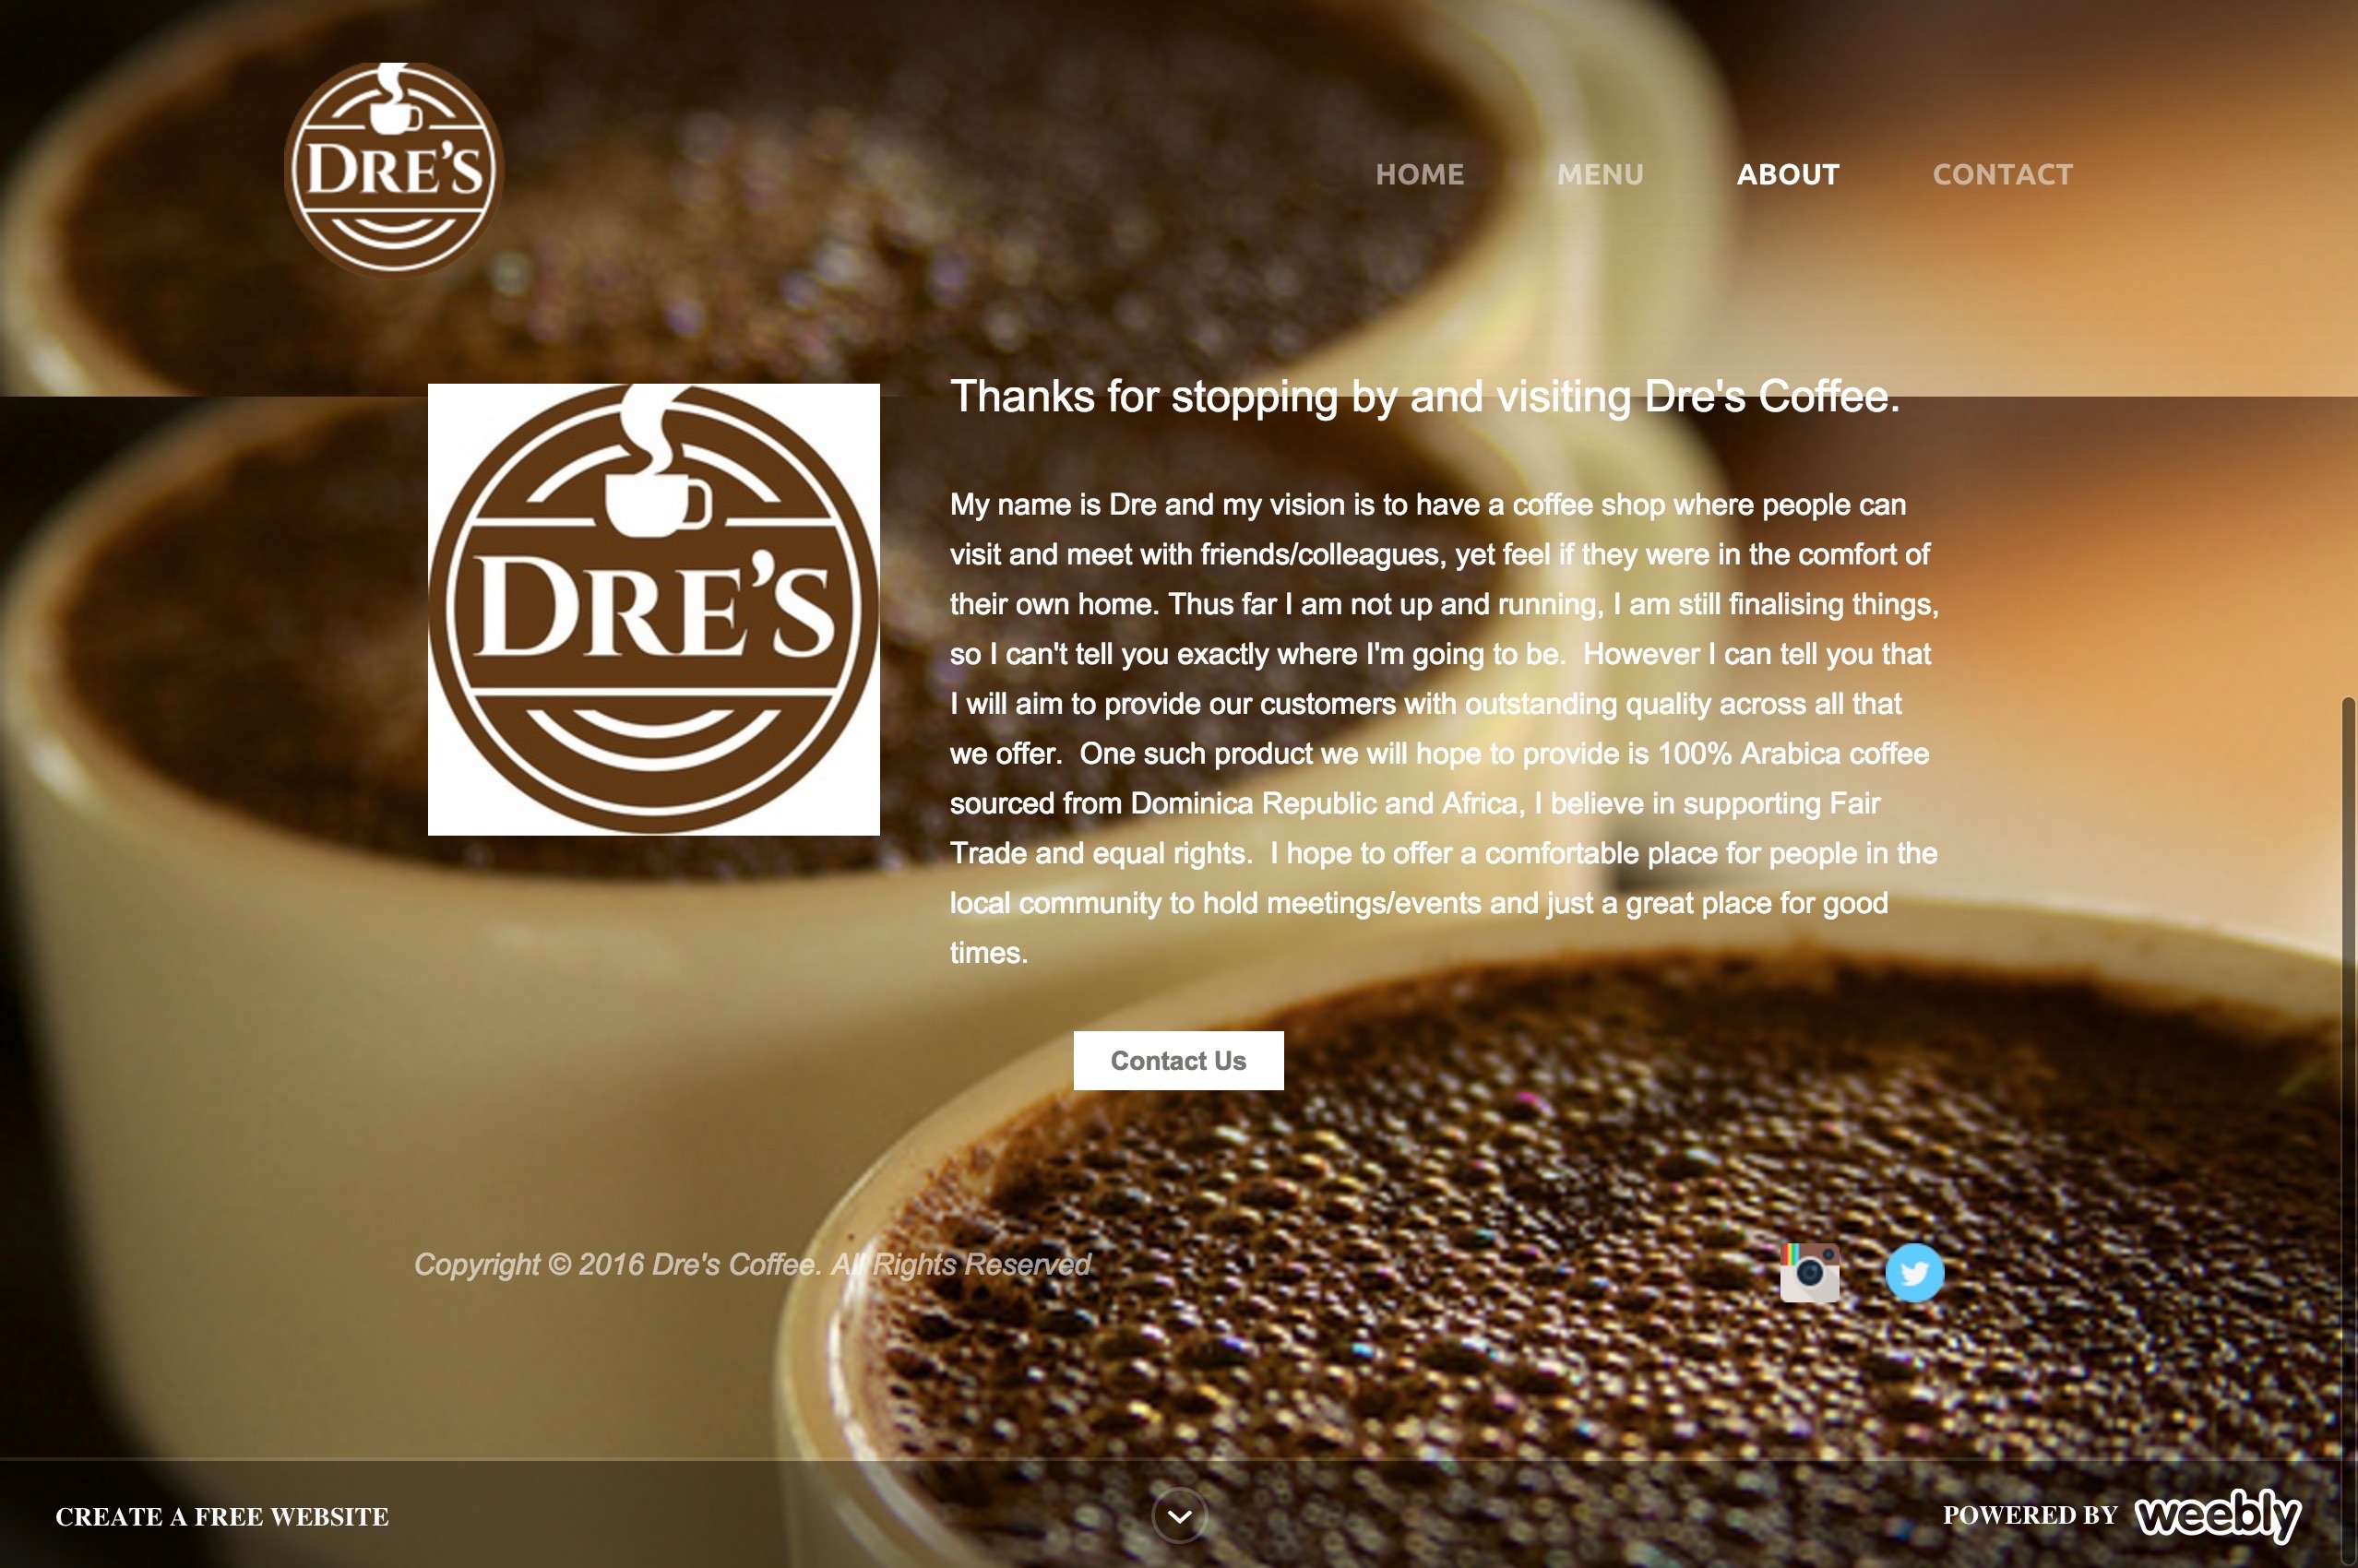 DRE'S
HOME MENU ABOUT CONTACT
DRE'S
Thanks for stopping by and visiting Dre's Coffee.
My name is Dre and my vision is to have a coffee shop where people can
visit and meet with friends/colleagues, yet feel if they were in the comfort of
their own home. Thus far I am not up and running, I am still finalising things,
so I can't tell you exactly where I'm going to be.  However I can tell you that
I will aim to provide our customers with outstanding quality across all that
we offer.  One such product we will hope to provide is 100% Arabica coffee
sourced from Dominica Republic and Africa, I believe in supporting Fair
Trade and equal rights.  I hope to offer a comfortable place for people in the
local community to hold meetings/events and just a great place for good
times.
Contact Us
Copyright © 2016 Dre's Coffee. All Rights Reserved
CREATE A FREE WEBSITE
POWERED BY weebly